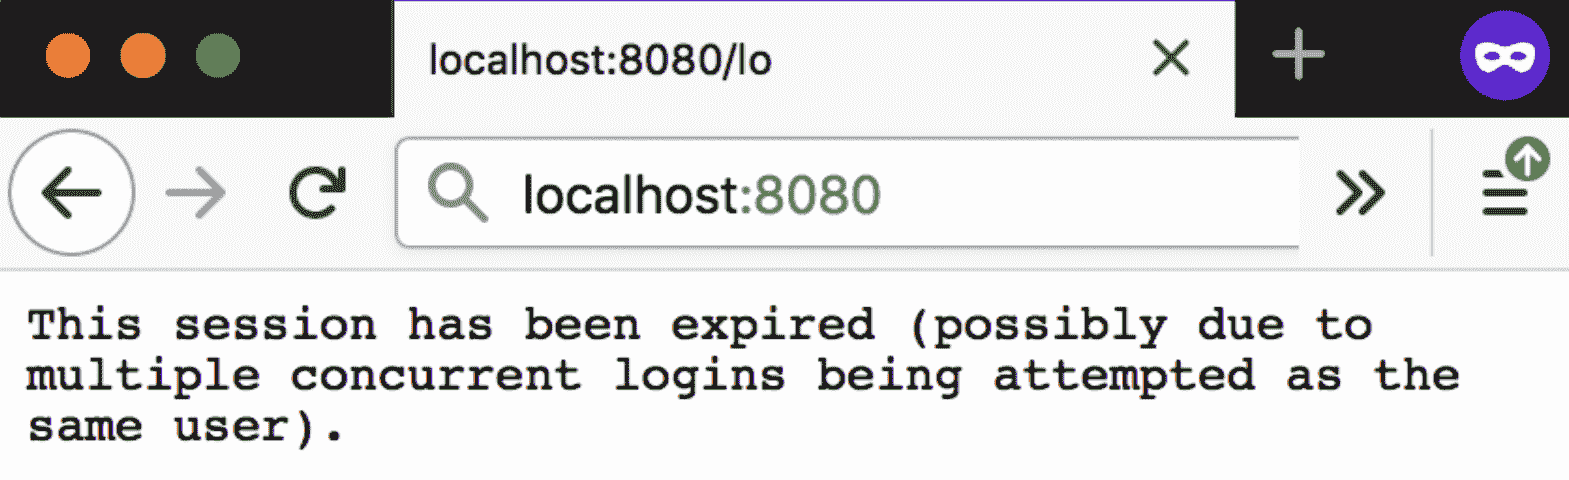 localhost:8080/lo
localhost:8080
This session has been expired (possibly due to
multiple concurrent logins being attempted as the
same user).